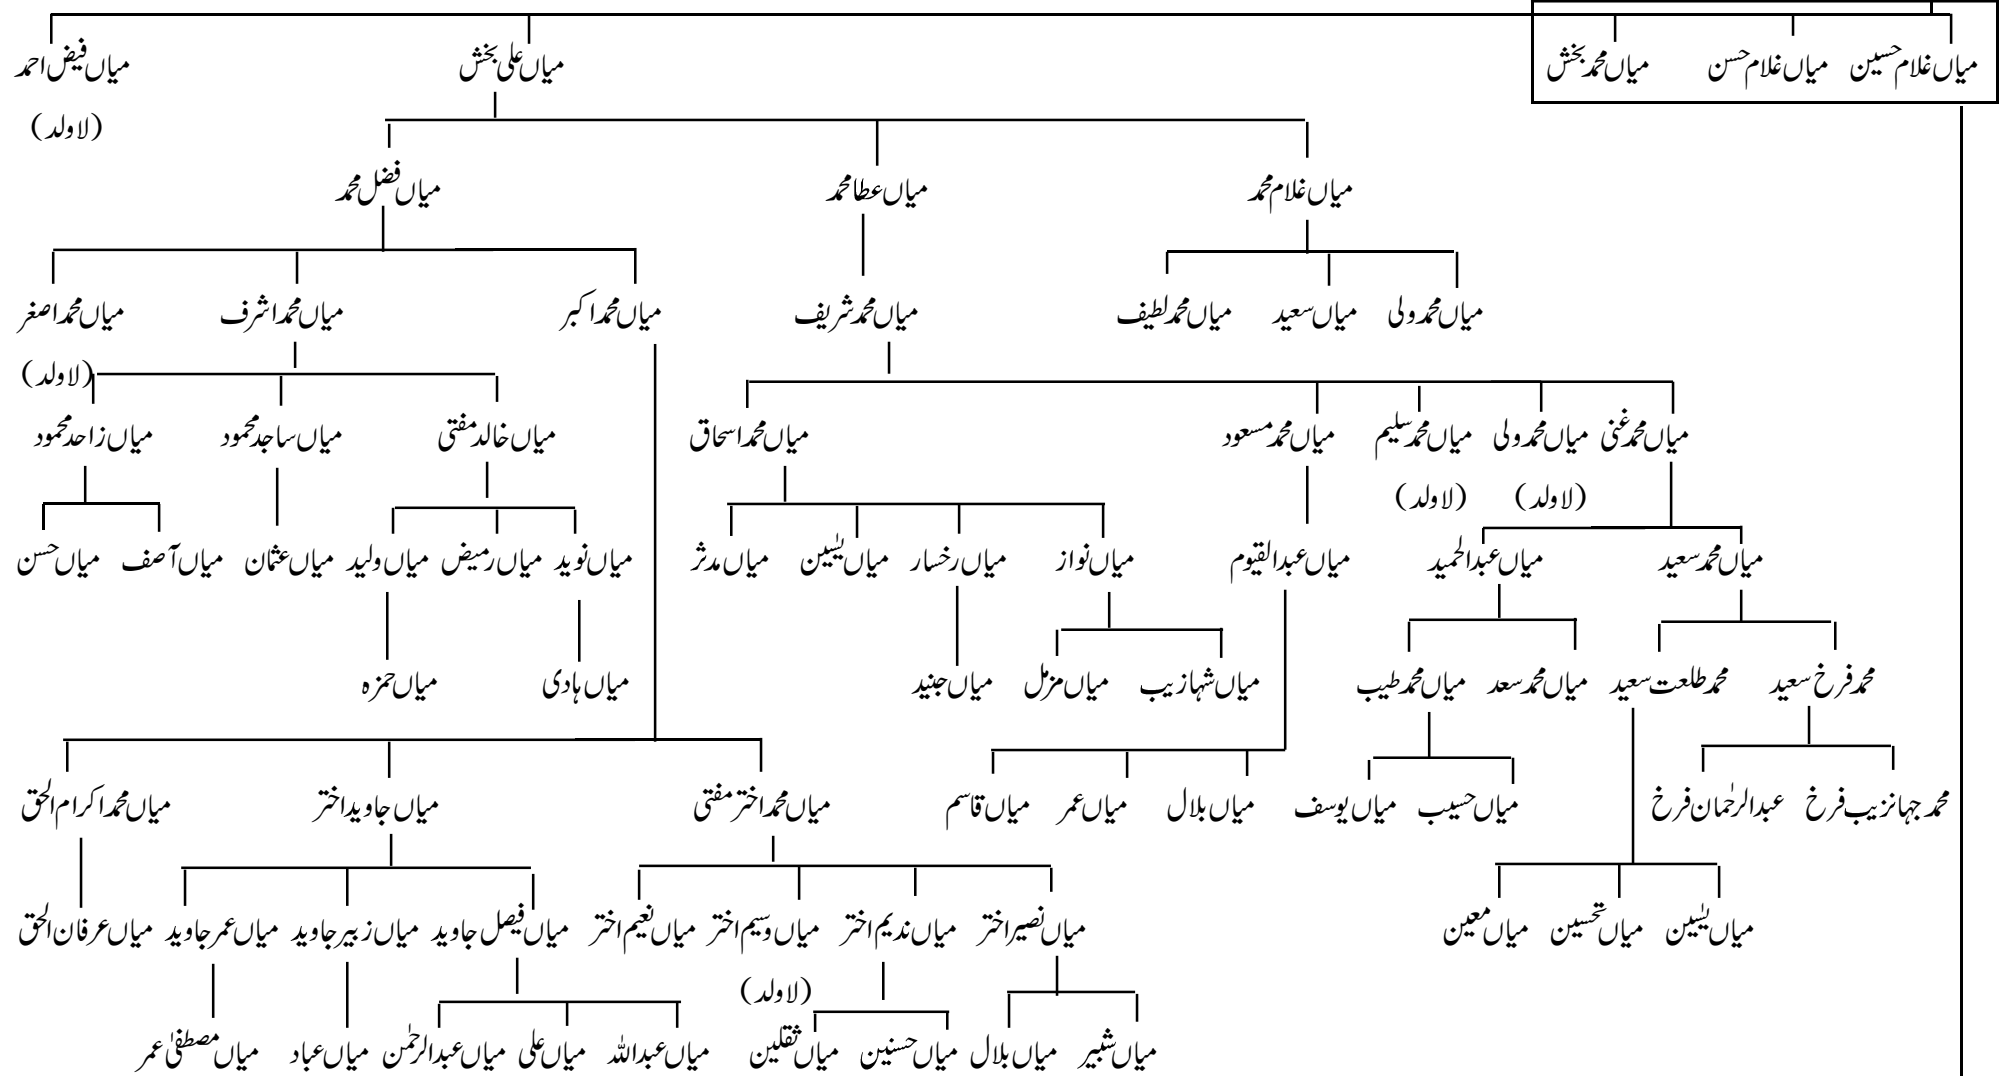 میاں غلام حسین میاں غلام حسن میاں محمد بخش میاں علی بخش میاں فیض احمد
(لاولد)
میاں غلام محمد میاں عطا محمد میاں فضل محمد
میاں محمد ولی میاں سعید میاں محمد لطیف میاں محمد شریف میاں محمد اکبر میاں محمد اشرف میاں محمد اصغر
(لاولد)
میاں محمد غنی میاں محمد ولی میاں محمد سلیم میاں محمد مسعود میاں محمد اسحاق میاں خالد مفتی میاں ساجد محمود میاں زاحد محمود
(لاولد) (لاولد)
میاں محمد سعید میاں عبدالحمید میاں عبدالقیوم میاں نواز میاں رخسار میاں یٰسین میاں مدثر میاں نوید میاں رمیض میاں ولید میاں عثمان میاں آصف میاں حسن
محمد فرخ سعید محمد طلعت سعید میاں محمد سعد میاں محمد طیب میاں شہازیب میاں مزمل میاں جنید میاں ہادی میاں حمزہ
محمد جہانزیب فرخ عبدالرحمان فرخ میاں حسیب میاں یوسف میاں بلال میاں عمر میاں قاسم میاں محمد اختر مفتی میاں جاوید اختر میاں محمد اکرام الحق
میاں یٰسین میاں تحسین میاں معین میاں نصیر اختر میاں ندیم اختر میاں وسیم اختر میاں نعیم اختر میاں فیصل جاوید میاں زبیر جاوید میاں عمر جاوید میاں عرفان الحق
(لاولد)
میاں شبیر میاں بلال میاں حسنین میاں ثقلین میاں عبداللہ میاں علی میاں عبدالرحمٰن میاں عباد میاں مصطفیٰ عمر